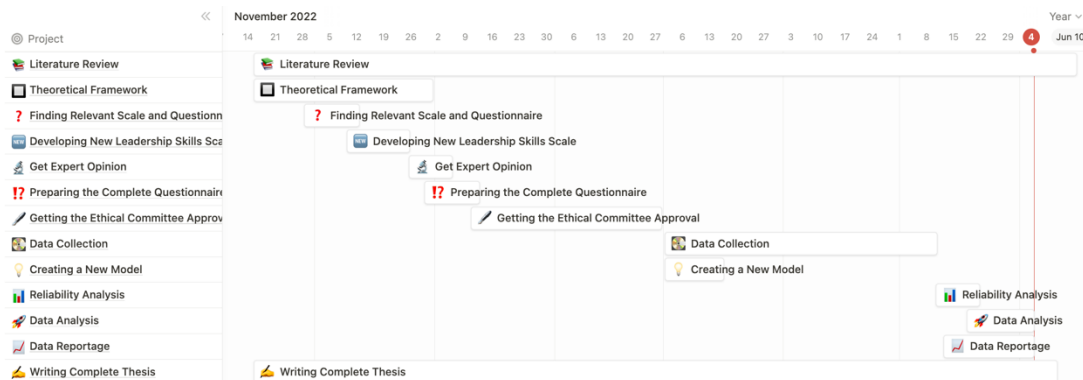 November 2022
Year
14 21 28 5 12 19 26 2 9 16 23 30 6 13 20 27 6 13 20 27 3 10 17 24 1 8 15 22 29 4 Jun 10
Project
Literature Review
Literature Review
Theoretical Framework
Theoretical Framework
Finding Relevant Scale and Questionn
Finding Relevant Scale and Questionnaire
Developing New Leadership Skills Sca
Developing New Leadership Skills Scale
Get Expert Opinion
Get Expert Opinion
Preparing the Complete Questionnaire
Preparing the Complete Questionnaire
Getting the Ethical Committee Approv
Getting the Ethical Committee Approval
Data Collection
Data Collection
Creating a New Model
Creating a New Model
Reliability Analysis
Reliability Analysis
Data Analysis
Data Analysis
Data Reportage
Data Reportage
Writing Complete Thesis
Writing Complete Thesis